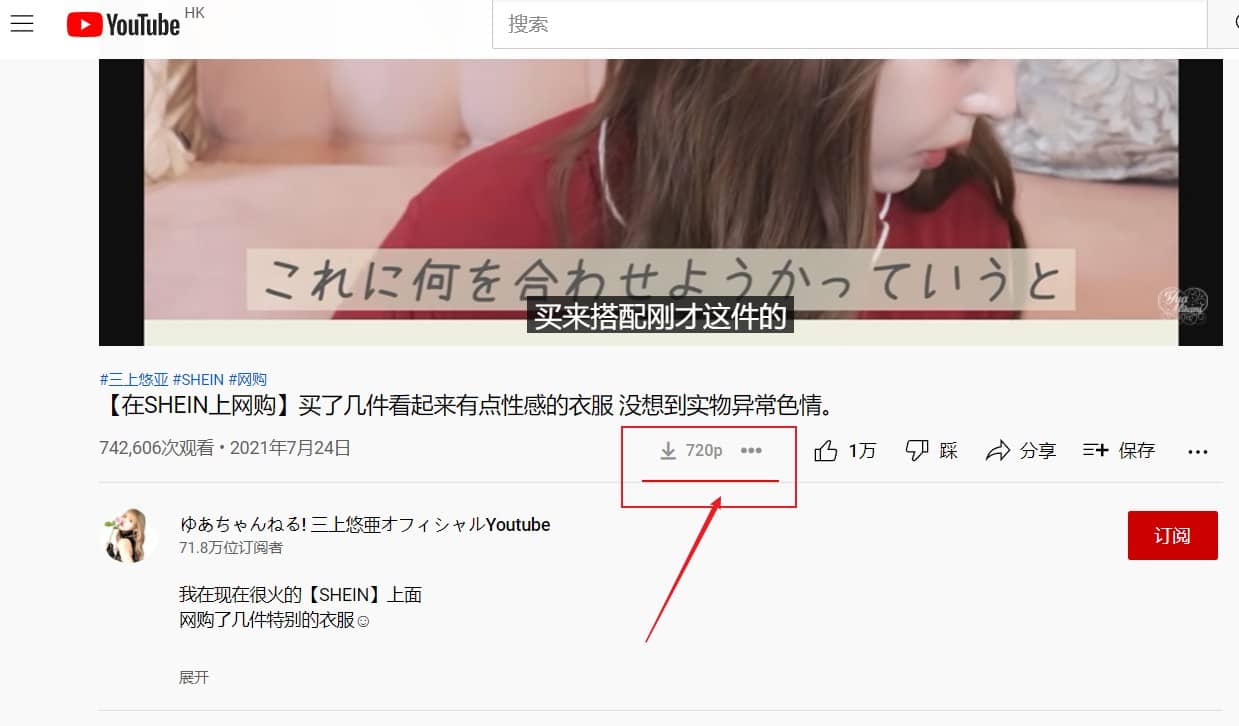 YouTube HK
搜索
これに何を合わせようかっていうと
买来搭配刚才这件的
Yua Mikami
#三上悠亚 #SHEIN #网购
【在SHEIN上网购】买了几件看起来有点性感的衣服 没想到实物异常色情。
742,606次观看・2021年7月24日
720p ••• 1万 踩 分享 保存 •••
ゆあちゃんねる! 三上悠亜オフィシャルYoutube
71.8万位订阅者
订阅
我在现在很火的【SHEIN】上面
网购了几件特别的衣服☺
展开